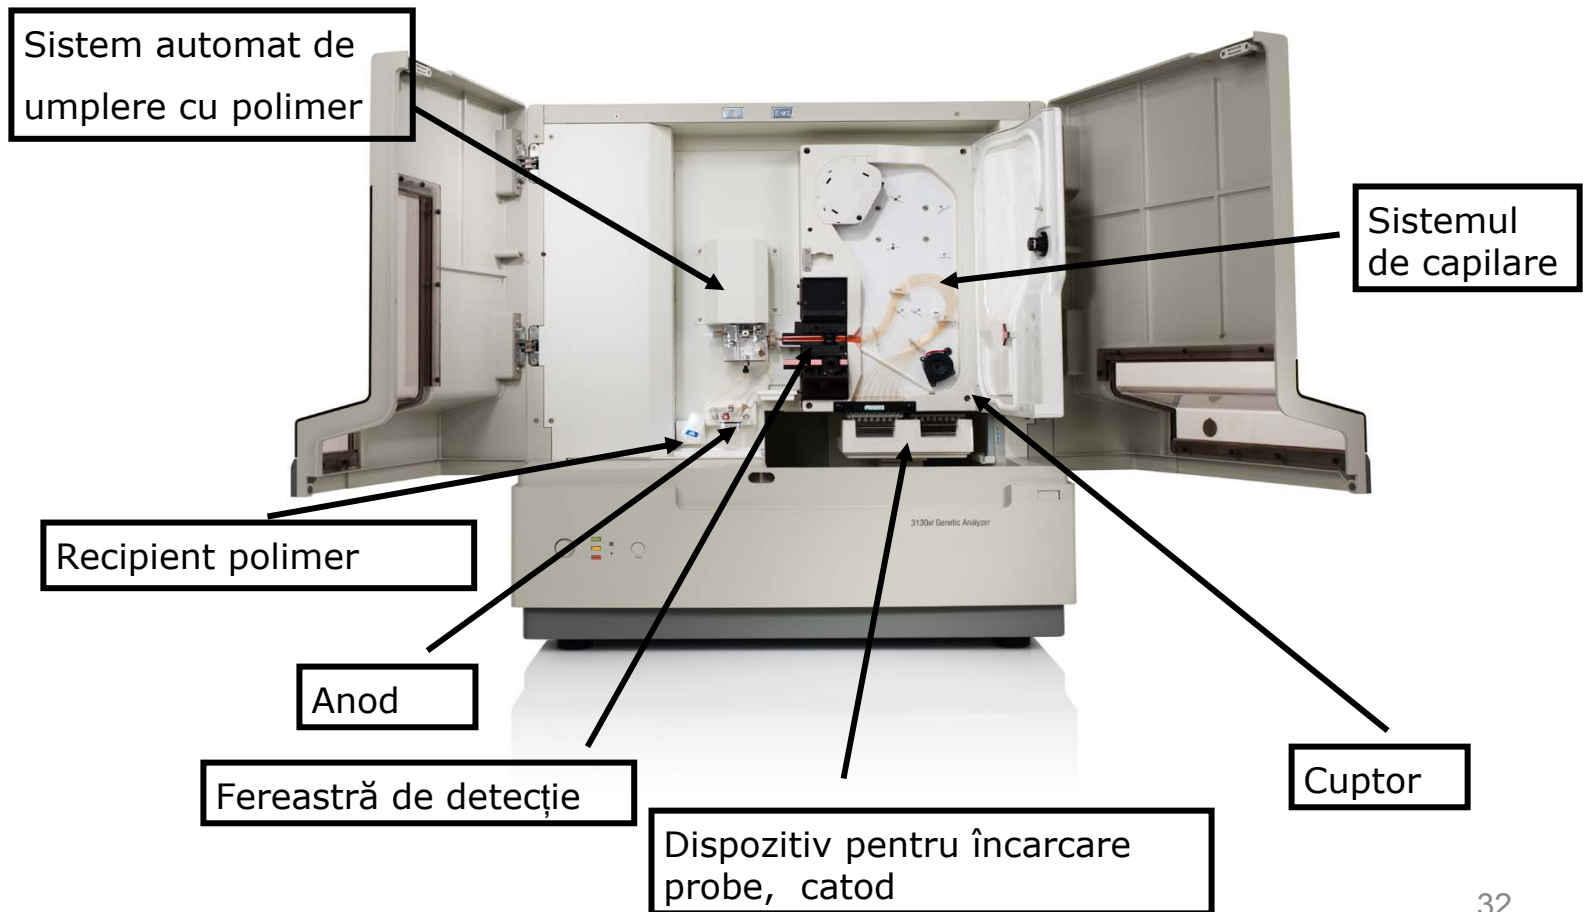 Sistem automat de
umplere cu polimer
Sistemul
de capilare
3130xl Genetic Analyzer
Recipient polimer
Anod
Fereastră de detecție
Cuptor
Dispozitiv pentru încarcare
probe, catod
32